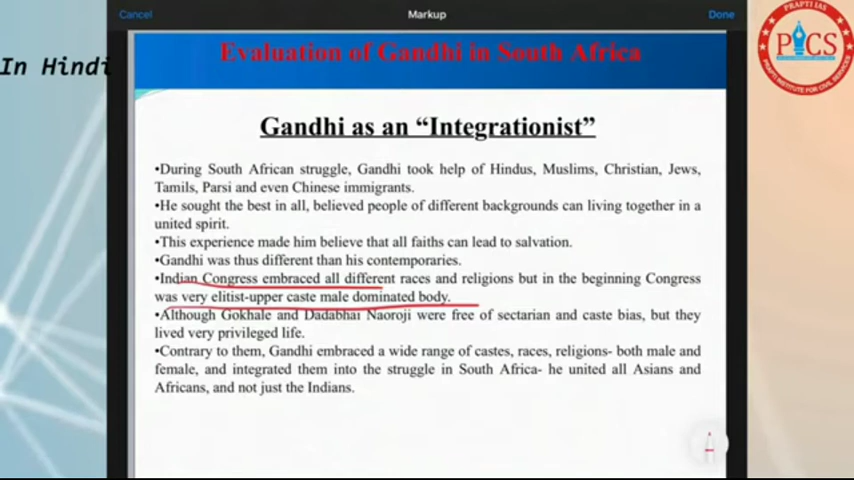 Cancel
Markup
Done
PRAPTI IAS
PICS
PRAPTI INSTITUTE FOR CIVIL SERVICES
In Hindi
Evaluation of Gandhi in South Africa
Gandhi as an “Integrationist”
•During South African struggle, Gandhi took help of Hindus, Muslims, Christian, Jews,
Tamils, Parsi and even Chinese immigrants.
•He sought the best in all, believed people of different backgrounds can living together in a
united spirit.
•This experience made him believe that all faiths can lead to salvation.
•Gandhi was thus different than his contemporaries.
•Indian Congress embraced all different races and religions but in the beginning Congress
was very elitist-upper caste male dominated body.
•Although Gokhale and Dadabhai Naoroji were free of sectarian and caste bias, but they
lived very privileged life.
•Contrary to them, Gandhi embraced a wide range of castes, races, religions- both male and
female, and integrated them into the struggle in South Africa- he united all Asians and
Africans, and not just the Indians.